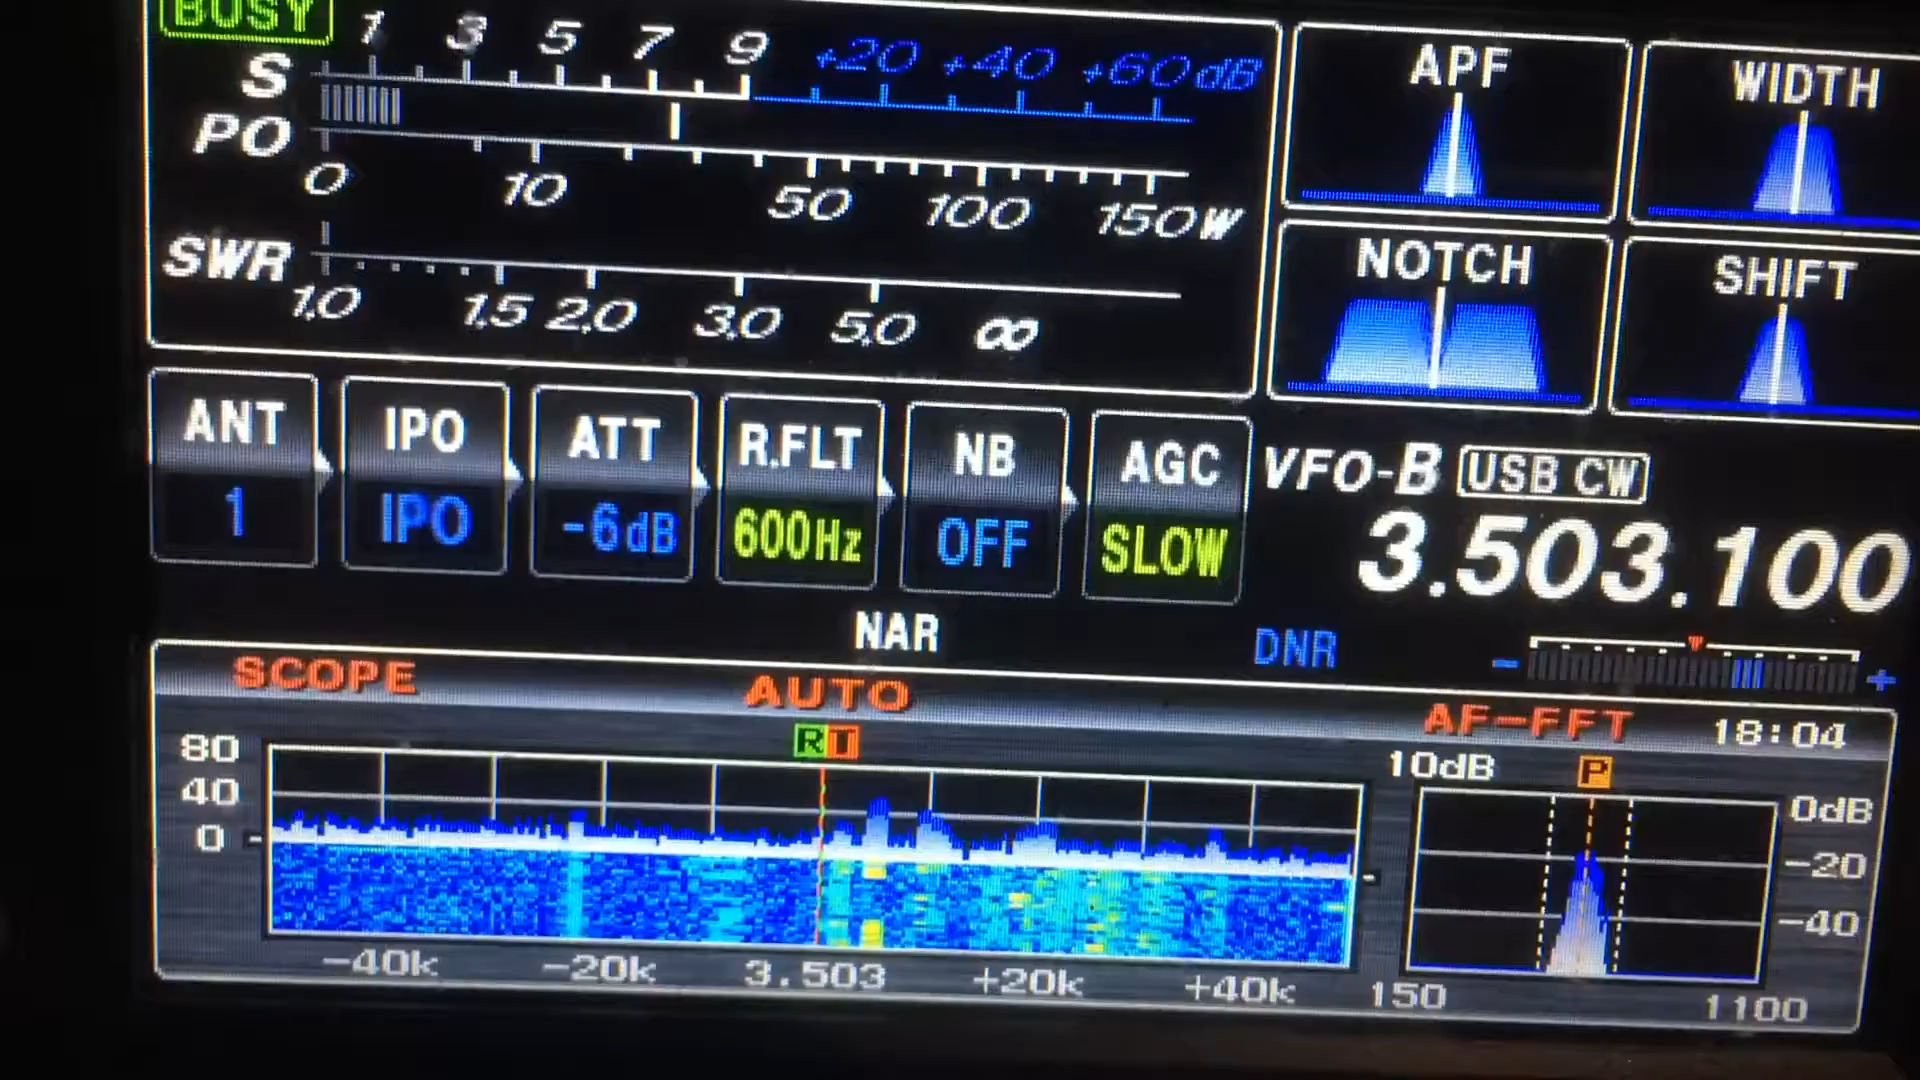 BUSY
1 3 5 7 9 +20 +40 +60dB
S
PO
0 10 50 100 150W
SWR
1.0 1.5 2.0 3.0 5.0 ∞
APF WIDTH
NOTCH SHIFT
ANT IPO ATT R.FLT NB AGC
1 IPO -6dB 600Hz OFF SLOW
VFO-B USB CW
3.503.100
NAR DNR - +
SCOPE AUTO AF-FFT 18:04
R T 10dB P
80
40
0
0dB
-20
-40
-40k -20k 3.503 +20k +40k 150 1100